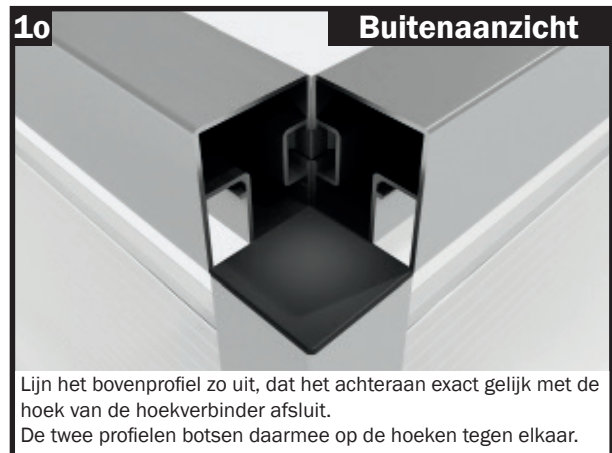 1o
Buitenaanzicht
Lijn het bovenprofiel zo uit, dat het achteraan exact gelijk met de
hoek van de hoekverbinder afsluit.
De twee profielen botsen daarmee op de hoeken tegen elkaar.